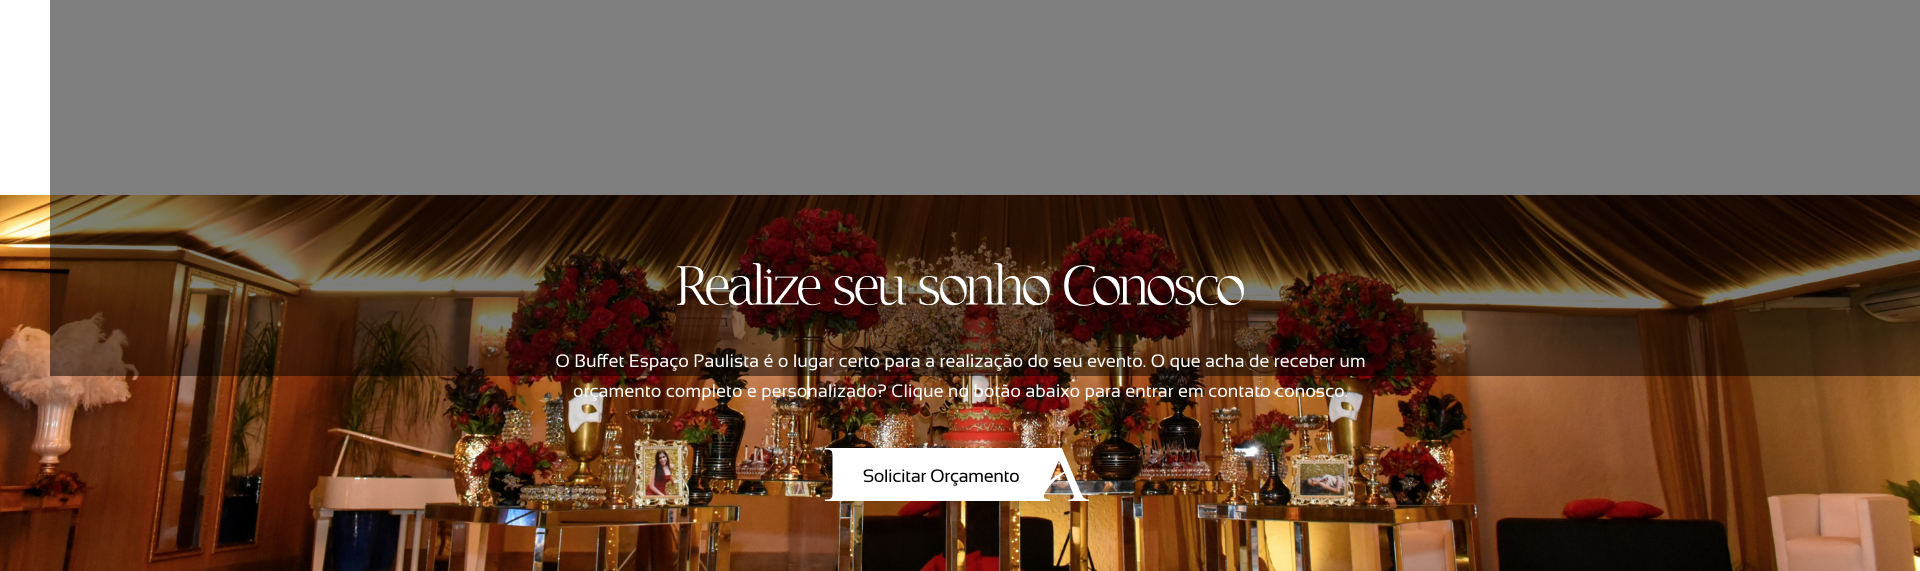 Realize seu sonho Conosco
O Buffet Espaço Paulista é o lugar certo para a realização do seu evento. O que acha de receber um
orçamento completo e personalizado? Clique no botão abaixo para entrar em contato conosco.
Solicitar Orçamento